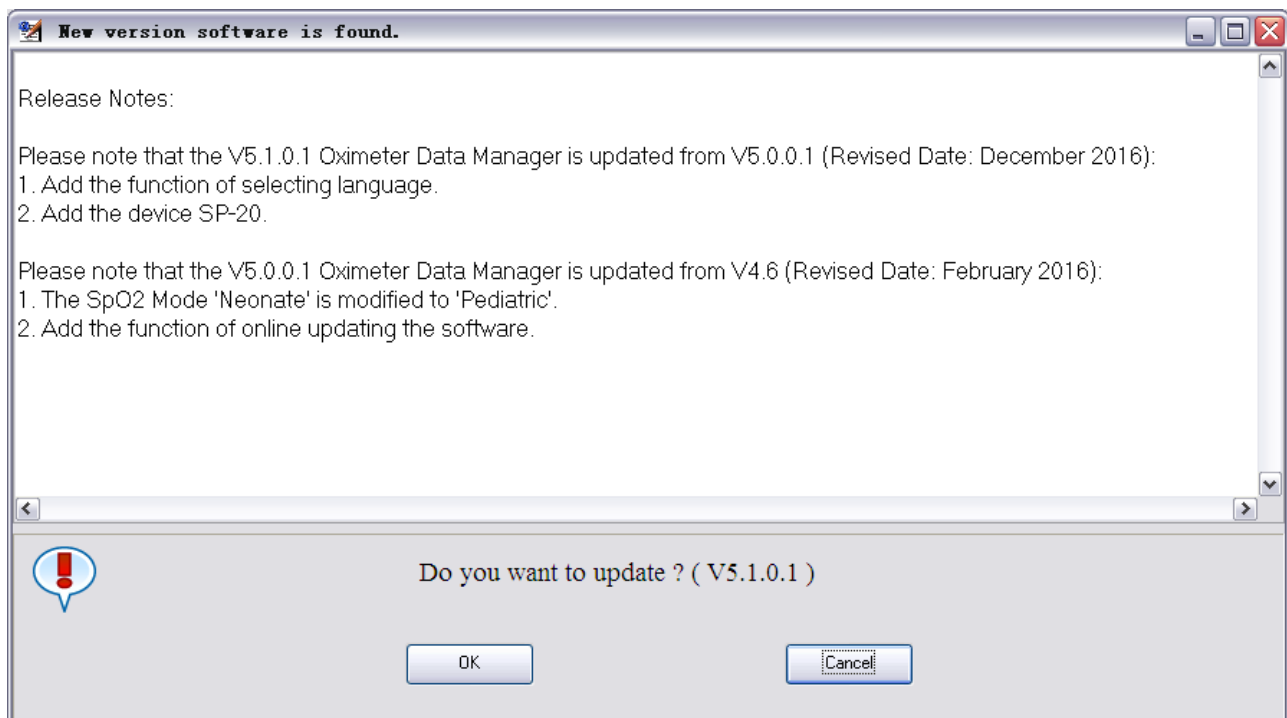 New version software is found.
Release Notes:
Please note that the V5.1.0.1 Oximeter Data Manager is updated from V5.0.0.1 (Revised Date: December 2016):
1. Add the function of selecting language.
2. Add the device SP-20.
Please note that the V5.0.0.1 Oximeter Data Manager is updated from V4.6 (Revised Date: February 2016):
1. The SpO2 Mode 'Neonate' is modified to 'Pediatric'.
2. Add the function of online updating the software.
Do you want to update ? ( V5.1.0.1 )
OK
Cancel